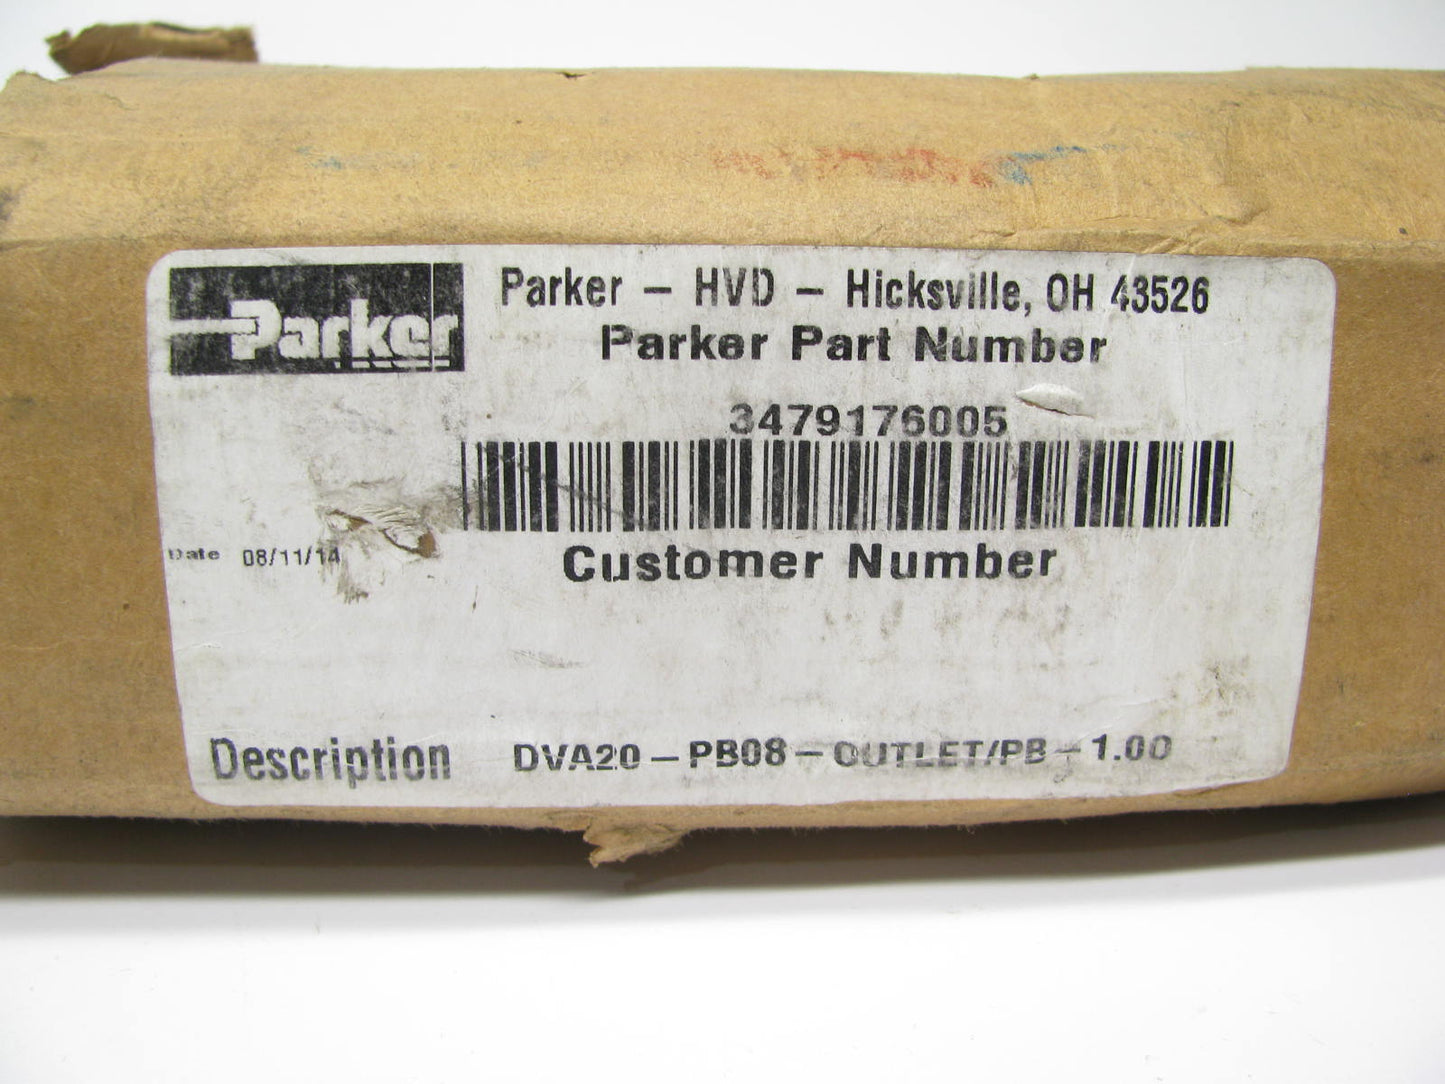 Parker
Parker – HVD – Hicksville, OH 43526
Parker Part Number
3479176005
Date 08/11/14
Customer Number
Description DVA20–PB08–OUTLET/PB–1.00